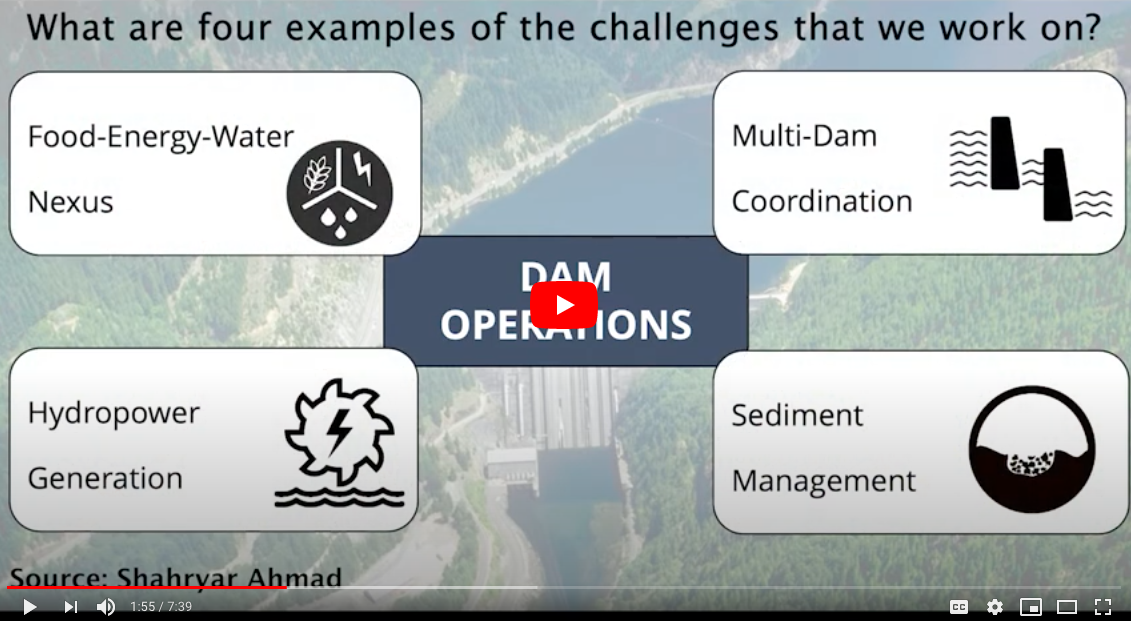 What are four examples of the challenges that we work on?
Food-Energy-Water
Nexus
Multi-Dam
Coordination
DAM
OPERATIONS
Hydropower
Generation
Sediment
Management
Source: Shahryar Ahmad
1:55 / 7:39
CC